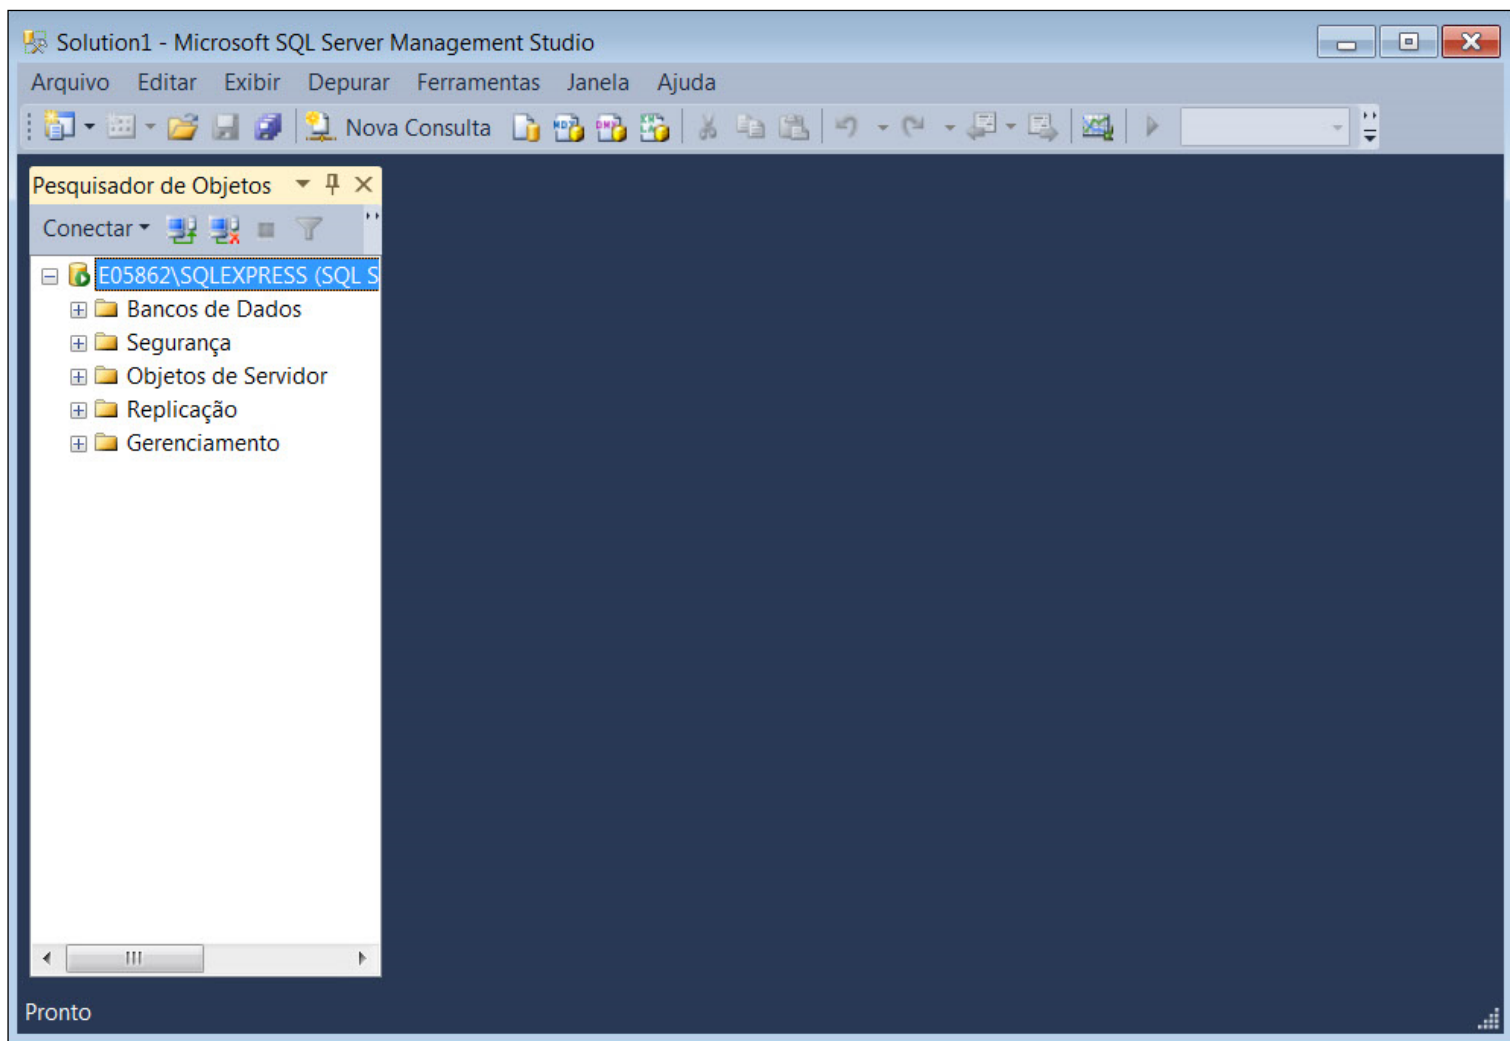 Solution1 - Microsoft SQL Server Management Studio
Arquivo Editar Exibir Depurar Ferramentas Janela Ajuda
Nova Consulta
Pesquisador de Objetos
Conectar
E05862\SQLEXPRESS (SQL S
Bancos de Dados
Segurança
Objetos de Servidor
Replicação
Gerenciamento
Pronto